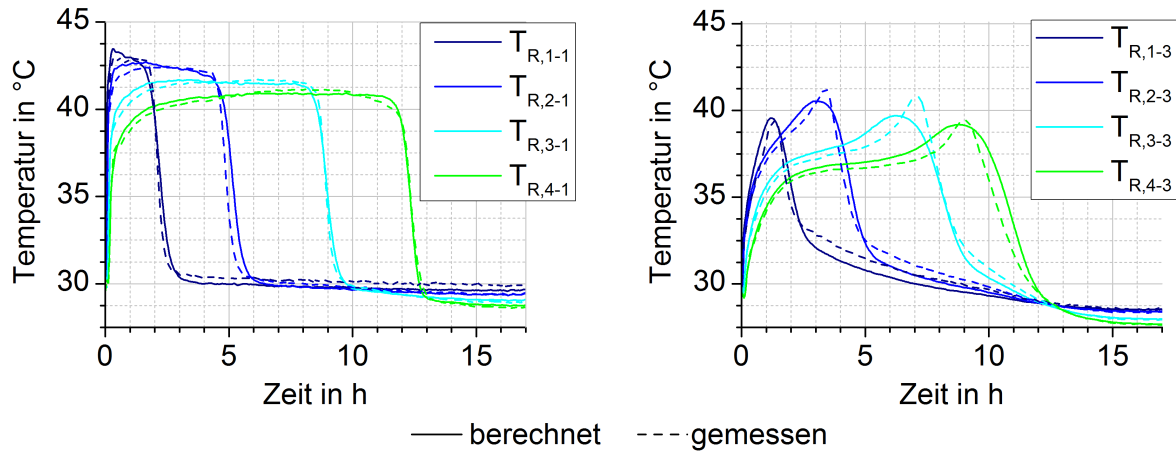 Temperatur in °C
45
40
35
30
0
5
10
15
Zeit in h
T_R,1-1
T_R,2-1
T_R,3-1
T_R,4-1
Temperatur in °C
45
40
35
30
0
5
10
15
Zeit in h
T_R,1-3
T_R,2-3
T_R,3-3
T_R,4-3
berechnet
gemessen